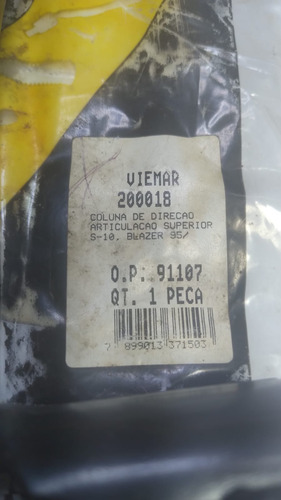 VIEMAR
200018
COLUNA DE DIRECAO
ARTICULACAO SUPERIOR
S-10, BLAZER 95/
O.P: 91107
QT. 1 PECA
7 899013 371503